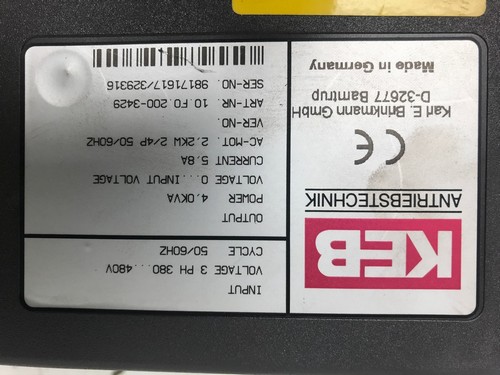 KEB
ANTRIEBSTECHNIK
CE
Karl E. Brinkmann GmbH
D-32677 Barntrup
Made in Germany
INPUT
VOLTAGE 3 PH 380...480V
CYCLE 50/60HZ
OUTPUT
POWER 4.0KVA
VOLTAGE 0...INPUT VOLTAGE
CURRENT 5.8A
AC-MOT. 2.2KW 2/4P 50/60HZ
VER-NO.
ART-NR 10.F0.200-3429
SER-NO. 98171617/329316